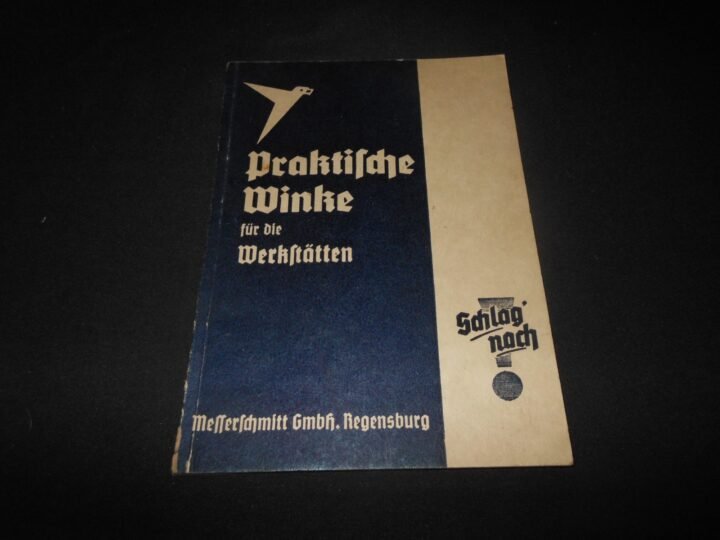 Praktiſche
Winke
für die
Werkſtätten
Schlag'
nach
Meſſerſchmitt GmbH. Regensburg